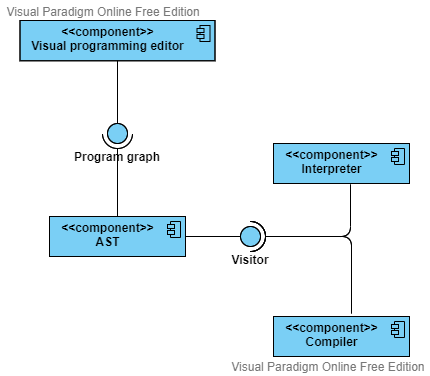 Visual Paradigm Online Free Edition
<<component>>
Visual programming editor
Program graph
<<component>>
Interpreter
<<component>>
AST
Visitor
<<component>>
Compiler
Visual Paradigm Online Free Edition